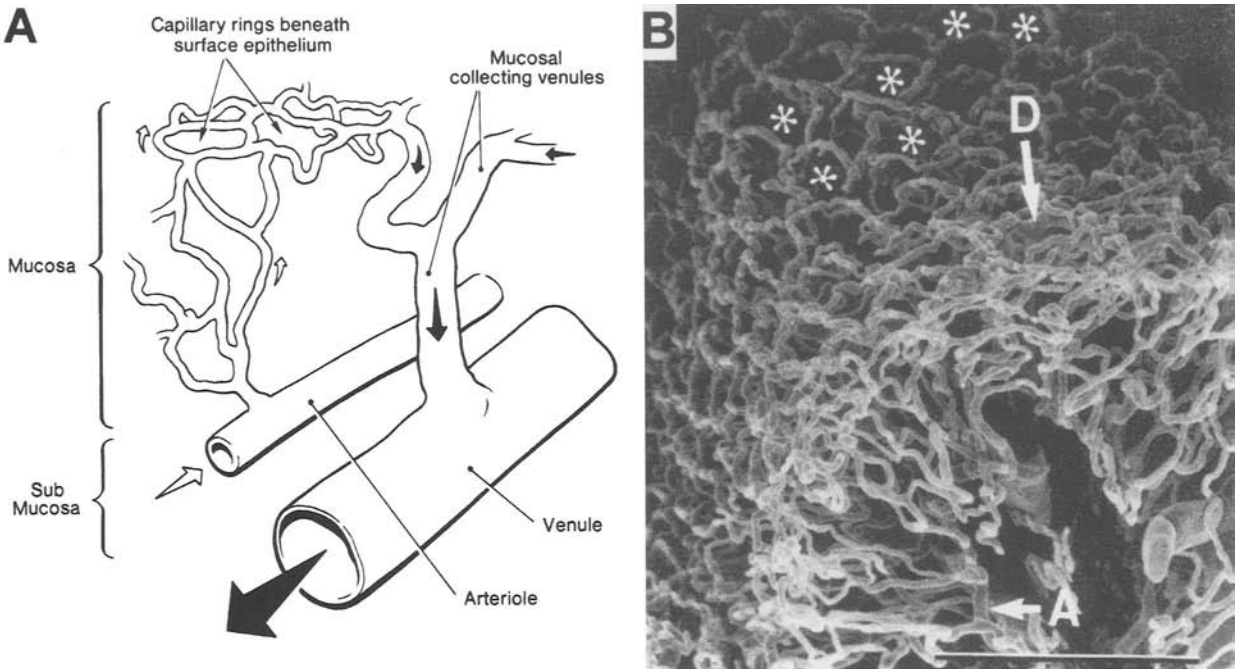 A
Capillary rings beneath
surface epithelium
Mucosal
collecting venules
Mucosa
Sub
Mucosa
Venule
Arteriole
B
* *
*
* *
*
D
A